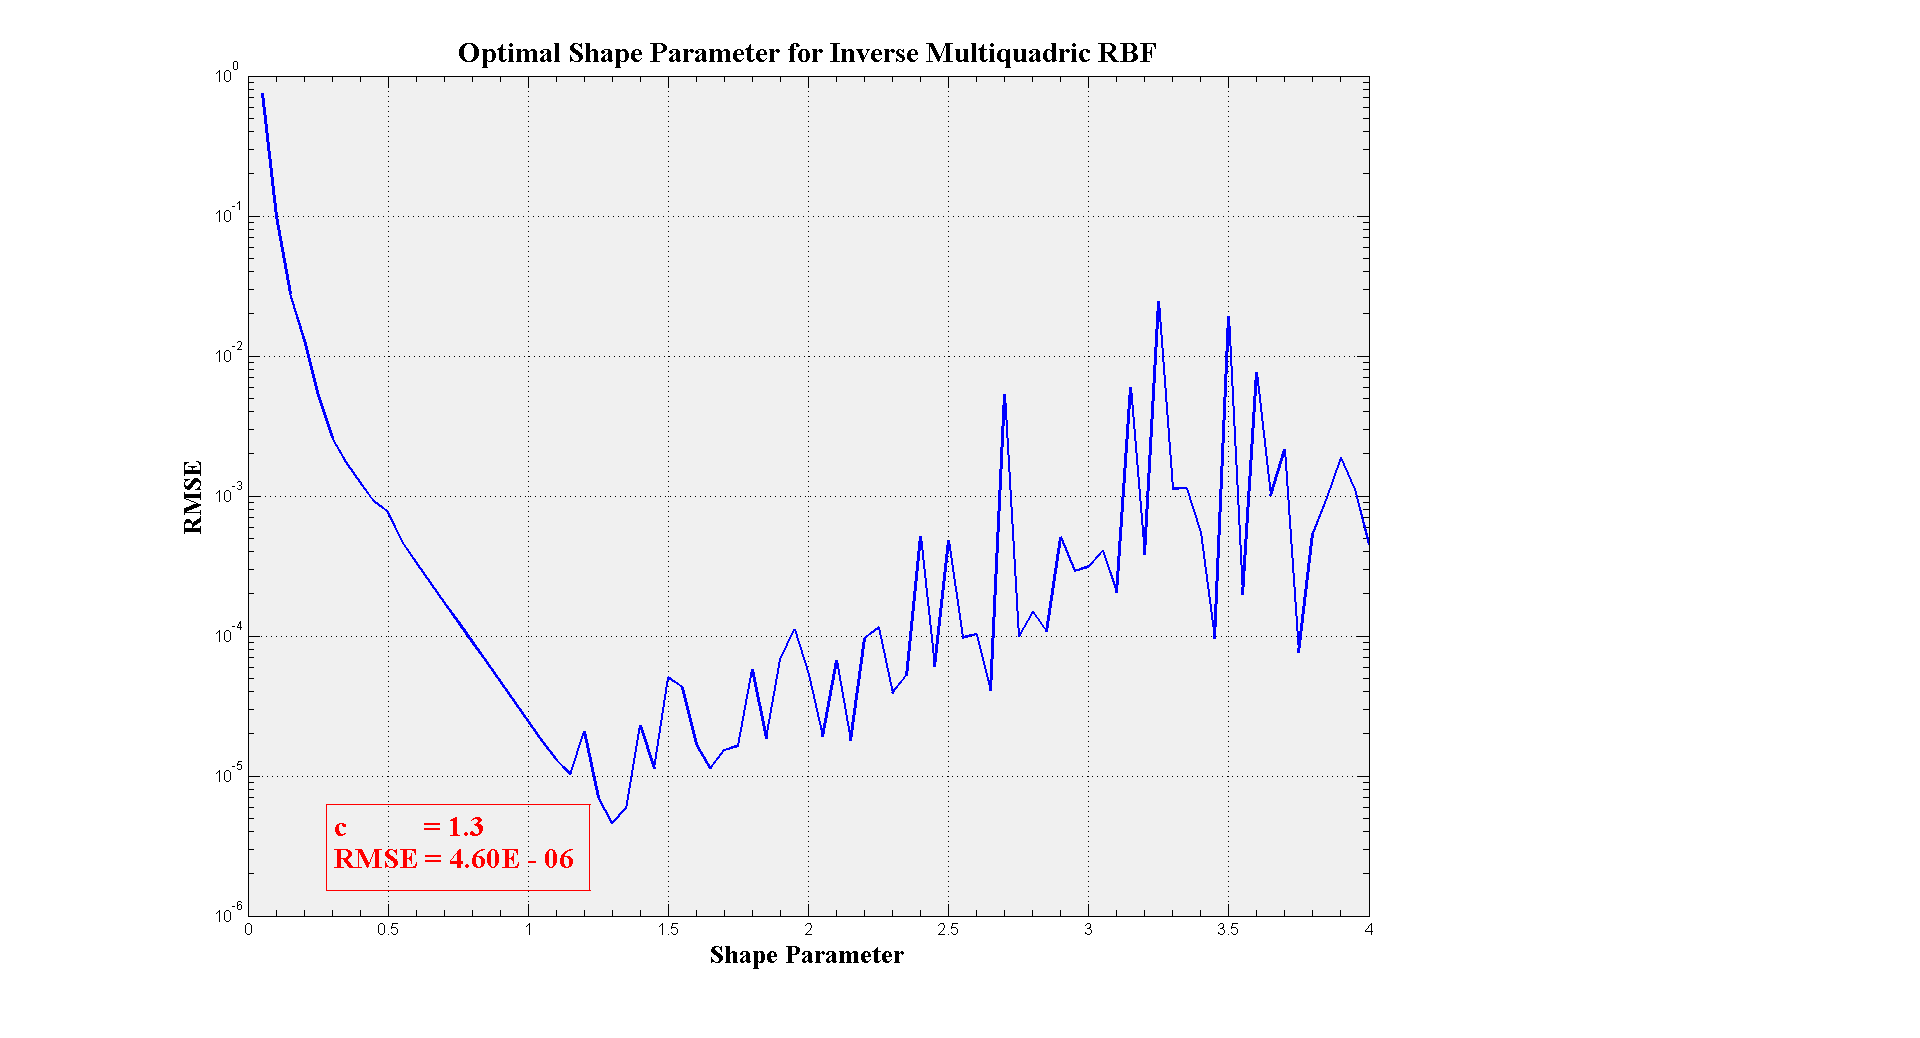 Optimal Shape Parameter for Inverse Multiquadric RBF
10^0
10^-1
10^-2
10^-3
10^-4
10^-5
10^-6
RMSE
c = 1.3
RMSE = 4.60E - 06
0 0.5 1 1.5 2 2.5 3 3.5 4
Shape Parameter